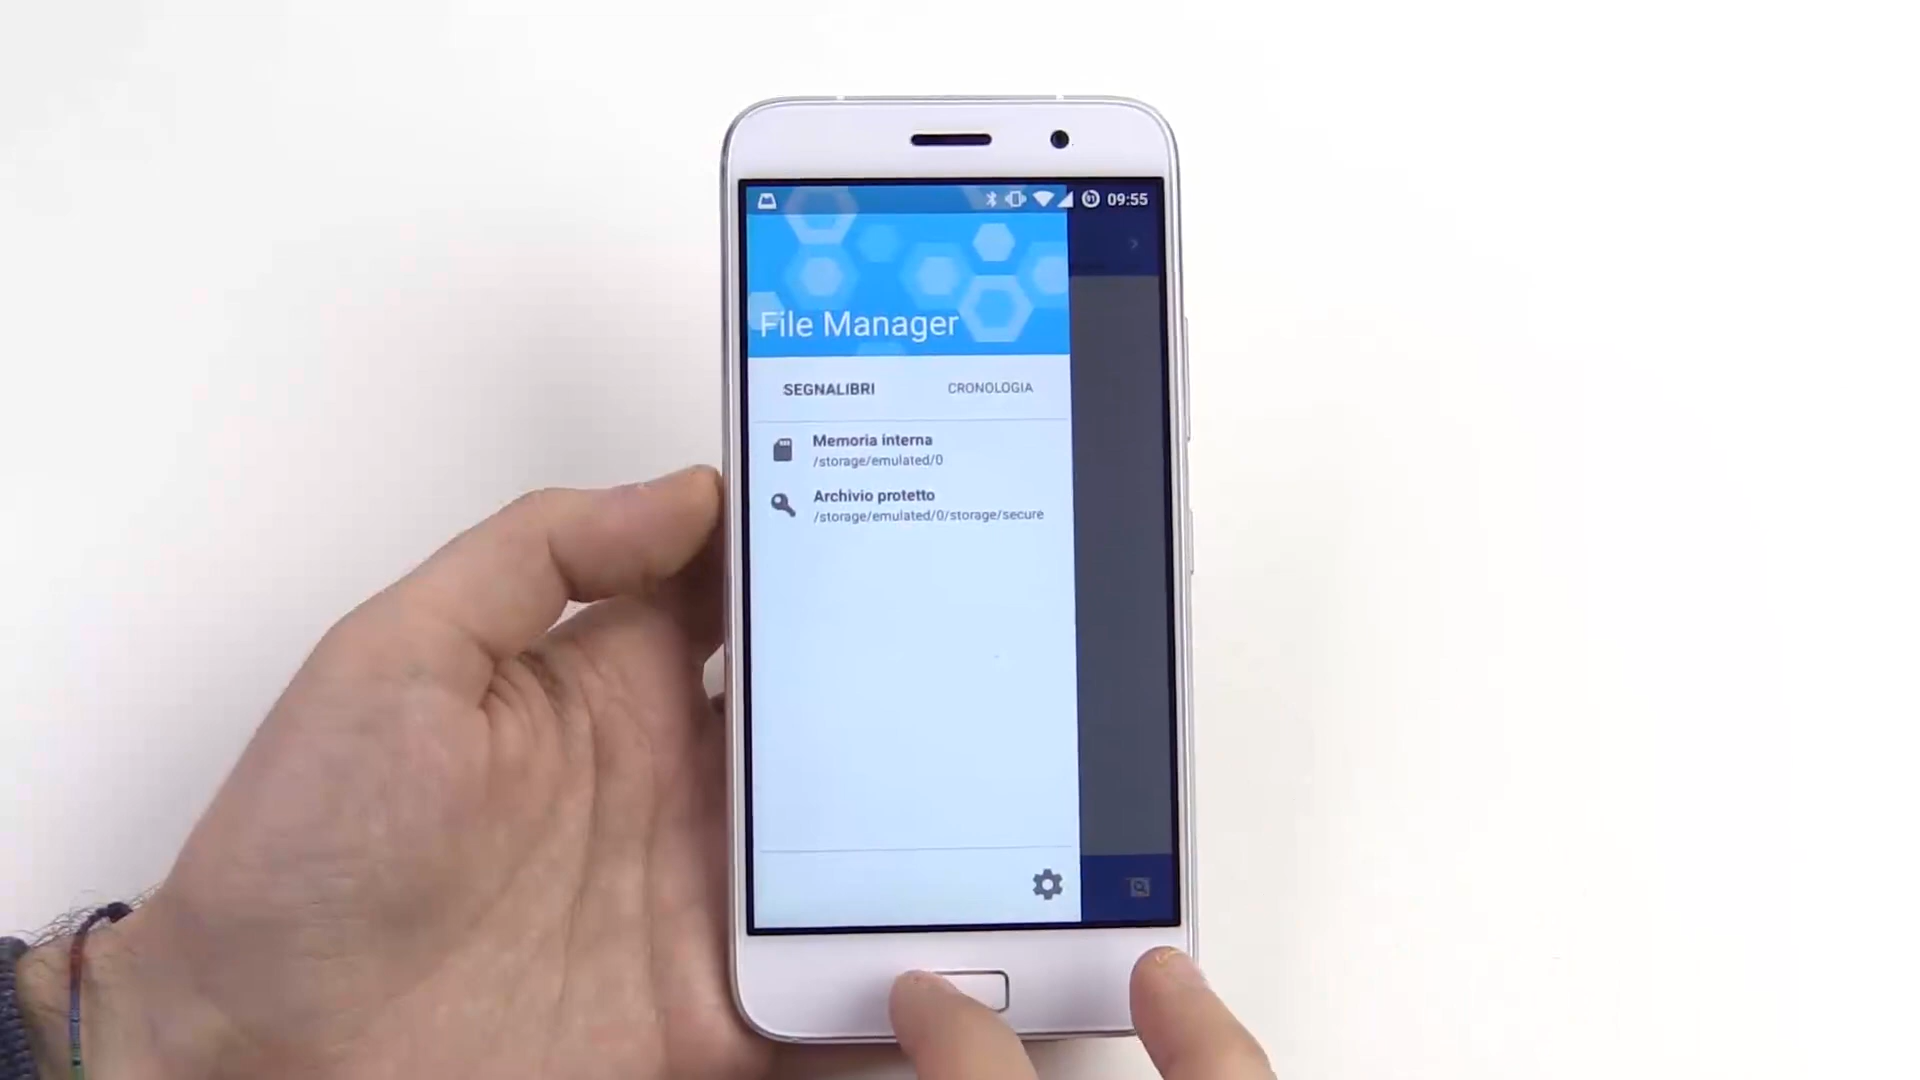 09:55
File Manager
SEGNALIBRI
CRONOLOGIA
Memoria interna
/storage/emulated/0
Archivio protetto
/storage/emulated/0/storage/secure